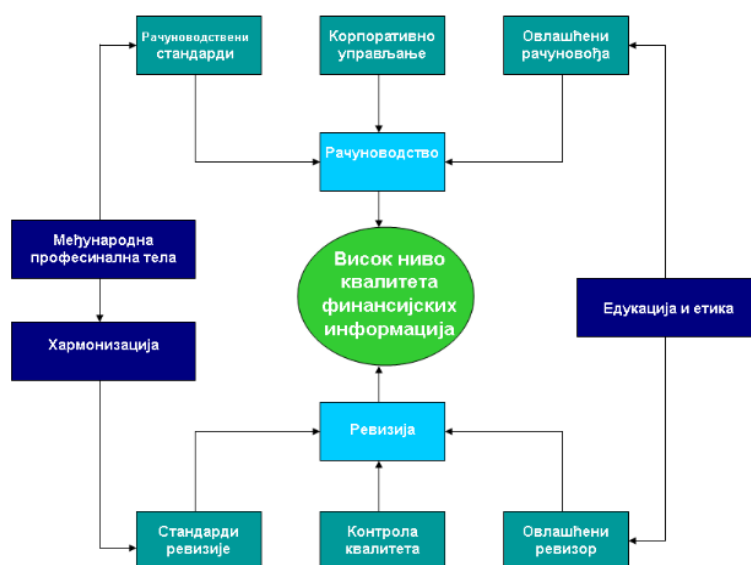 Рачуноводствени
стандарди
Корпоративно
управљање
Овлашћени
рачуновођа
Рачуноводство
Међународна
професинална тела
Висок ниво
квалитета
финансијских
информација
Едукација и етика
Хармонизација
Ревизија
Стандарди
ревизије
Контрола
квалитета
Овлашћени
ревизор